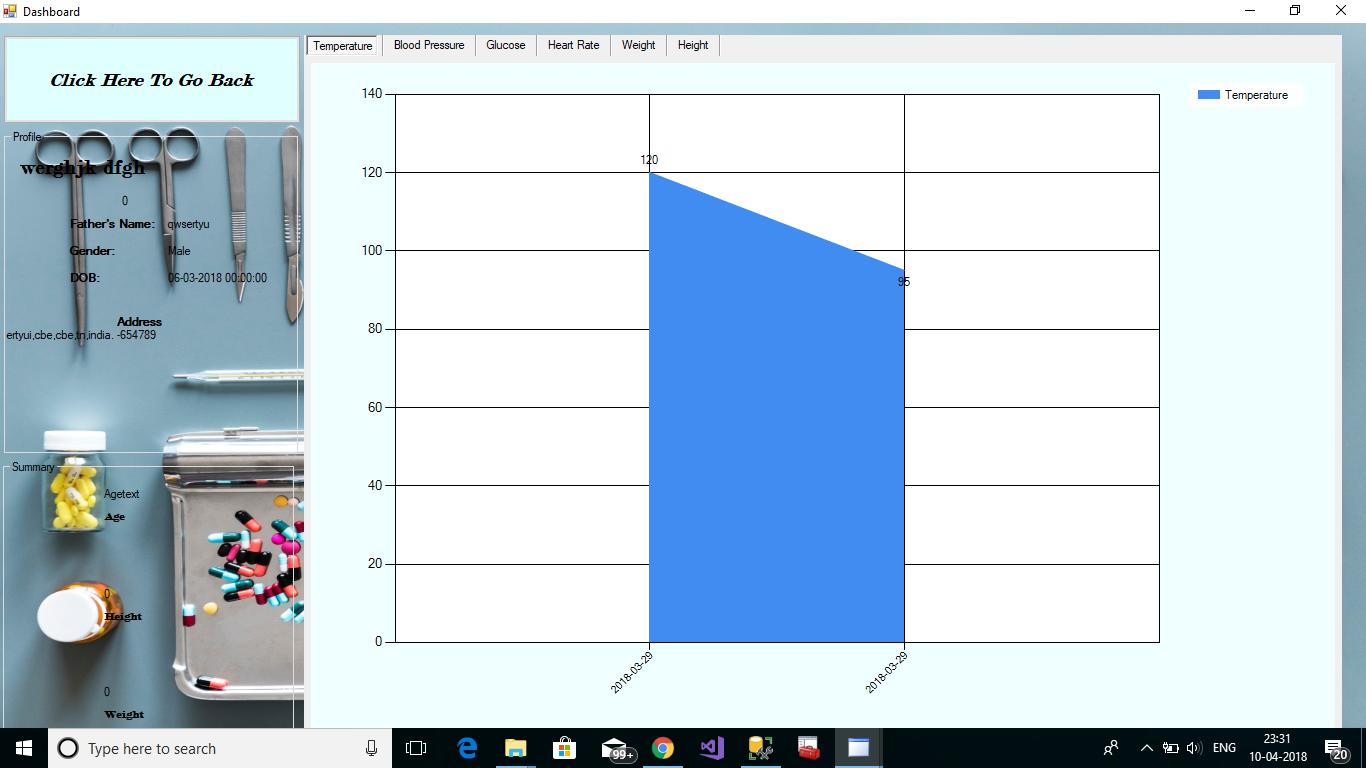 Dashboard
Click Here To Go Back
Temperature Blood Pressure Glucose Heart Rate Weight Height
Profile
werghjk dfgh
0
Father's Name: qwsertyu
Gender: Male
DOB: 06-03-2018 00:00:00
Address
ertyui,cbe,cbe,tn,india. -654789
Summary
Agetext
Age
0
Height
0
Weight
140
120
100
80
60
40
20
0
120
95
2018-03-29
2018-03-29
Temperature
Type here to search
99+
ENG
23:31
10-04-2018
20